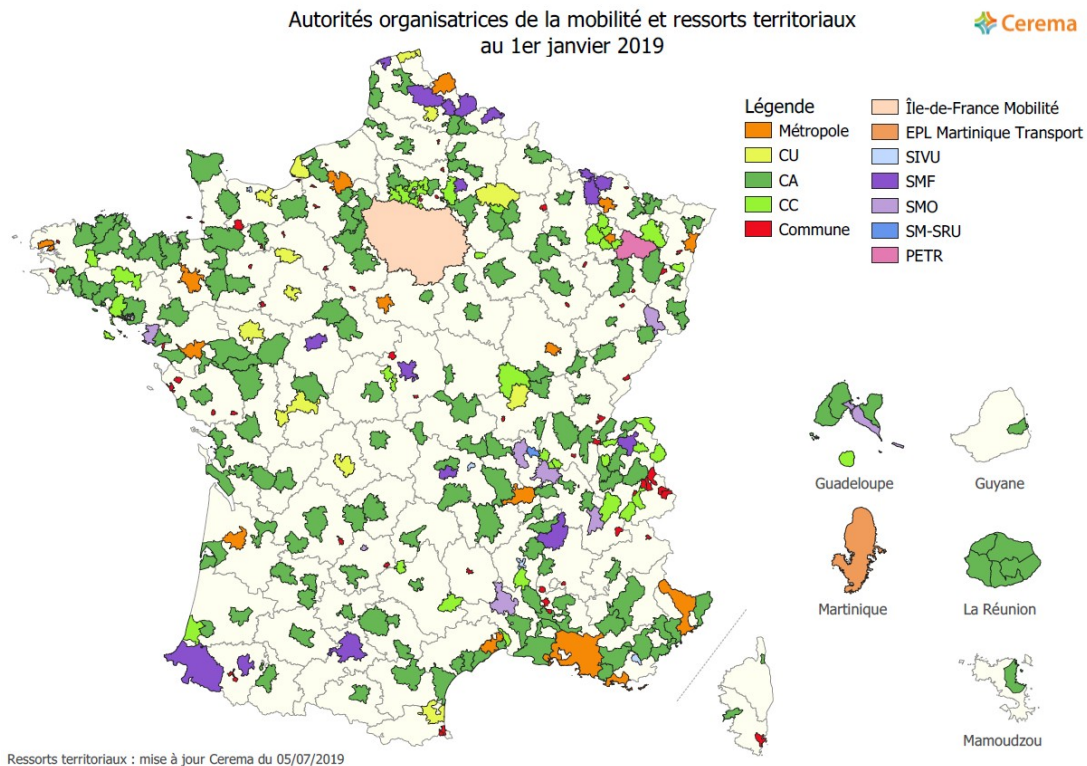 Autorités organisatrices de la mobilité et ressorts territoriaux
au 1er janvier 2019
Cerema
Légende
Métropole
CU
CA
CC
Commune
Île-de-France Mobilité
EPL Martinique Transport
SIVU
SMF
SMO
SM-SRU
PETR
Guadeloupe
Guyane
Martinique
La Réunion
Mamoudzou
Ressorts territoriaux : mise à jour Cerema du 05/07/2019